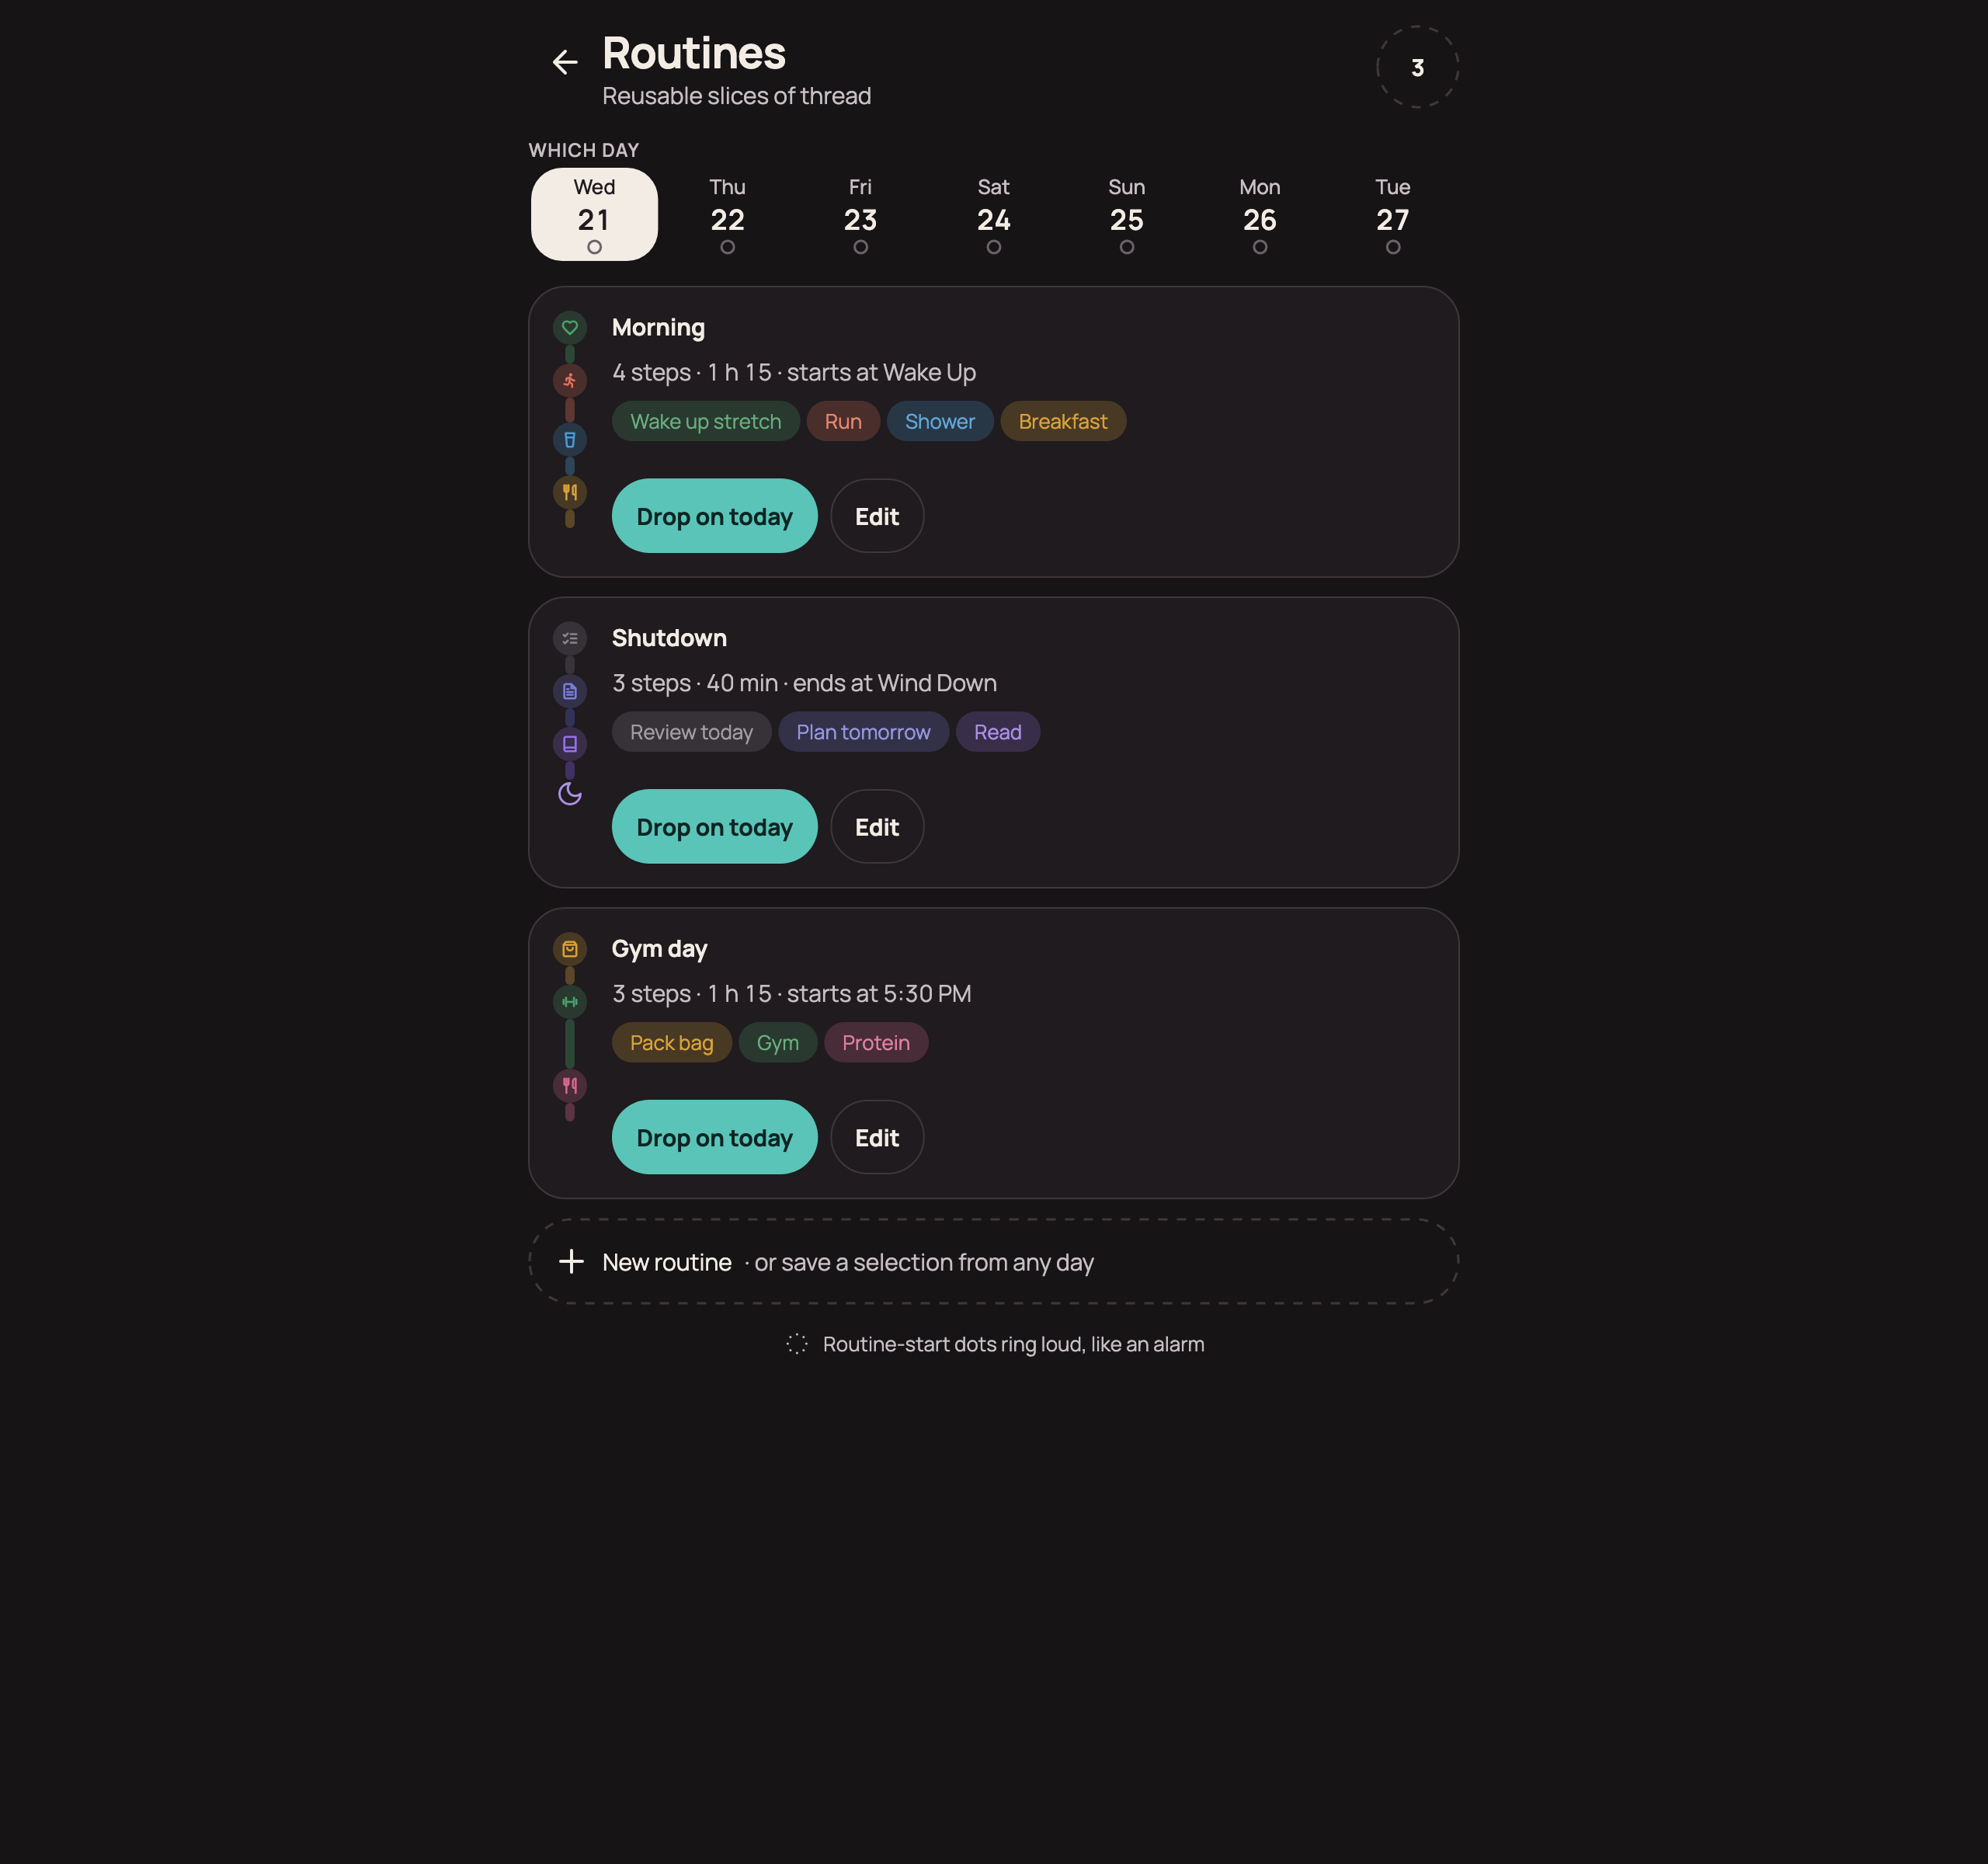 Routines
Reusable slices of thread
3
WHICH DAY
Wed Thu Fri Sat Sun Mon Tue
21 22 23 24 25 26 27
Morning
4 steps · 1 h 15 · starts at Wake Up
Wake up stretch Run Shower Breakfast
Drop on today Edit
Shutdown
3 steps · 40 min · ends at Wind Down
Review today Plan tomorrow Read
Drop on today Edit
Gym day
3 steps · 1 h 15 · starts at 5:30 PM
Pack bag Gym Protein
Drop on today Edit
New routine · or save a selection from any day
Routine-start dots ring loud, like an alarm